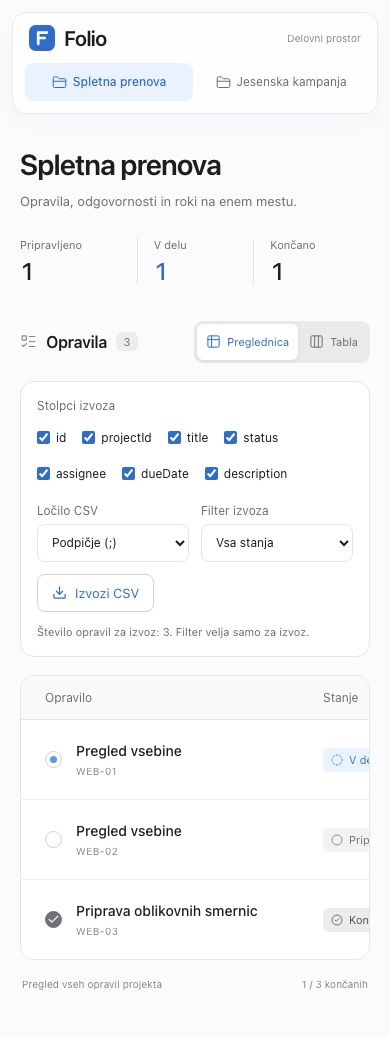 F Folio
Delovni prostor
Spletna prenova
Jesenska kampanja
Spletna prenova
Opravila, odgovornosti in roki na enem mestu.
Pripravljeno
V delu
Končano
1
1
1
Opravila 3
Preglednica
Tabla
Stolpci izvoza
id projectId title status
assignee dueDate description
Ločilo CSV
Filter izvoza
Podpičje (;)
Vsa stanja
Izvozi CSV
Število opravil za izvoz: 3. Filter velja samo za izvoz.
Opravilo
Stanje
Pregled vsebine
WEB-01
V de
Pregled vsebine
WEB-02
Prip
Priprava oblikovnih smernic
WEB-03
Kon
Pregled vseh opravil projekta
1 / 3 končanih